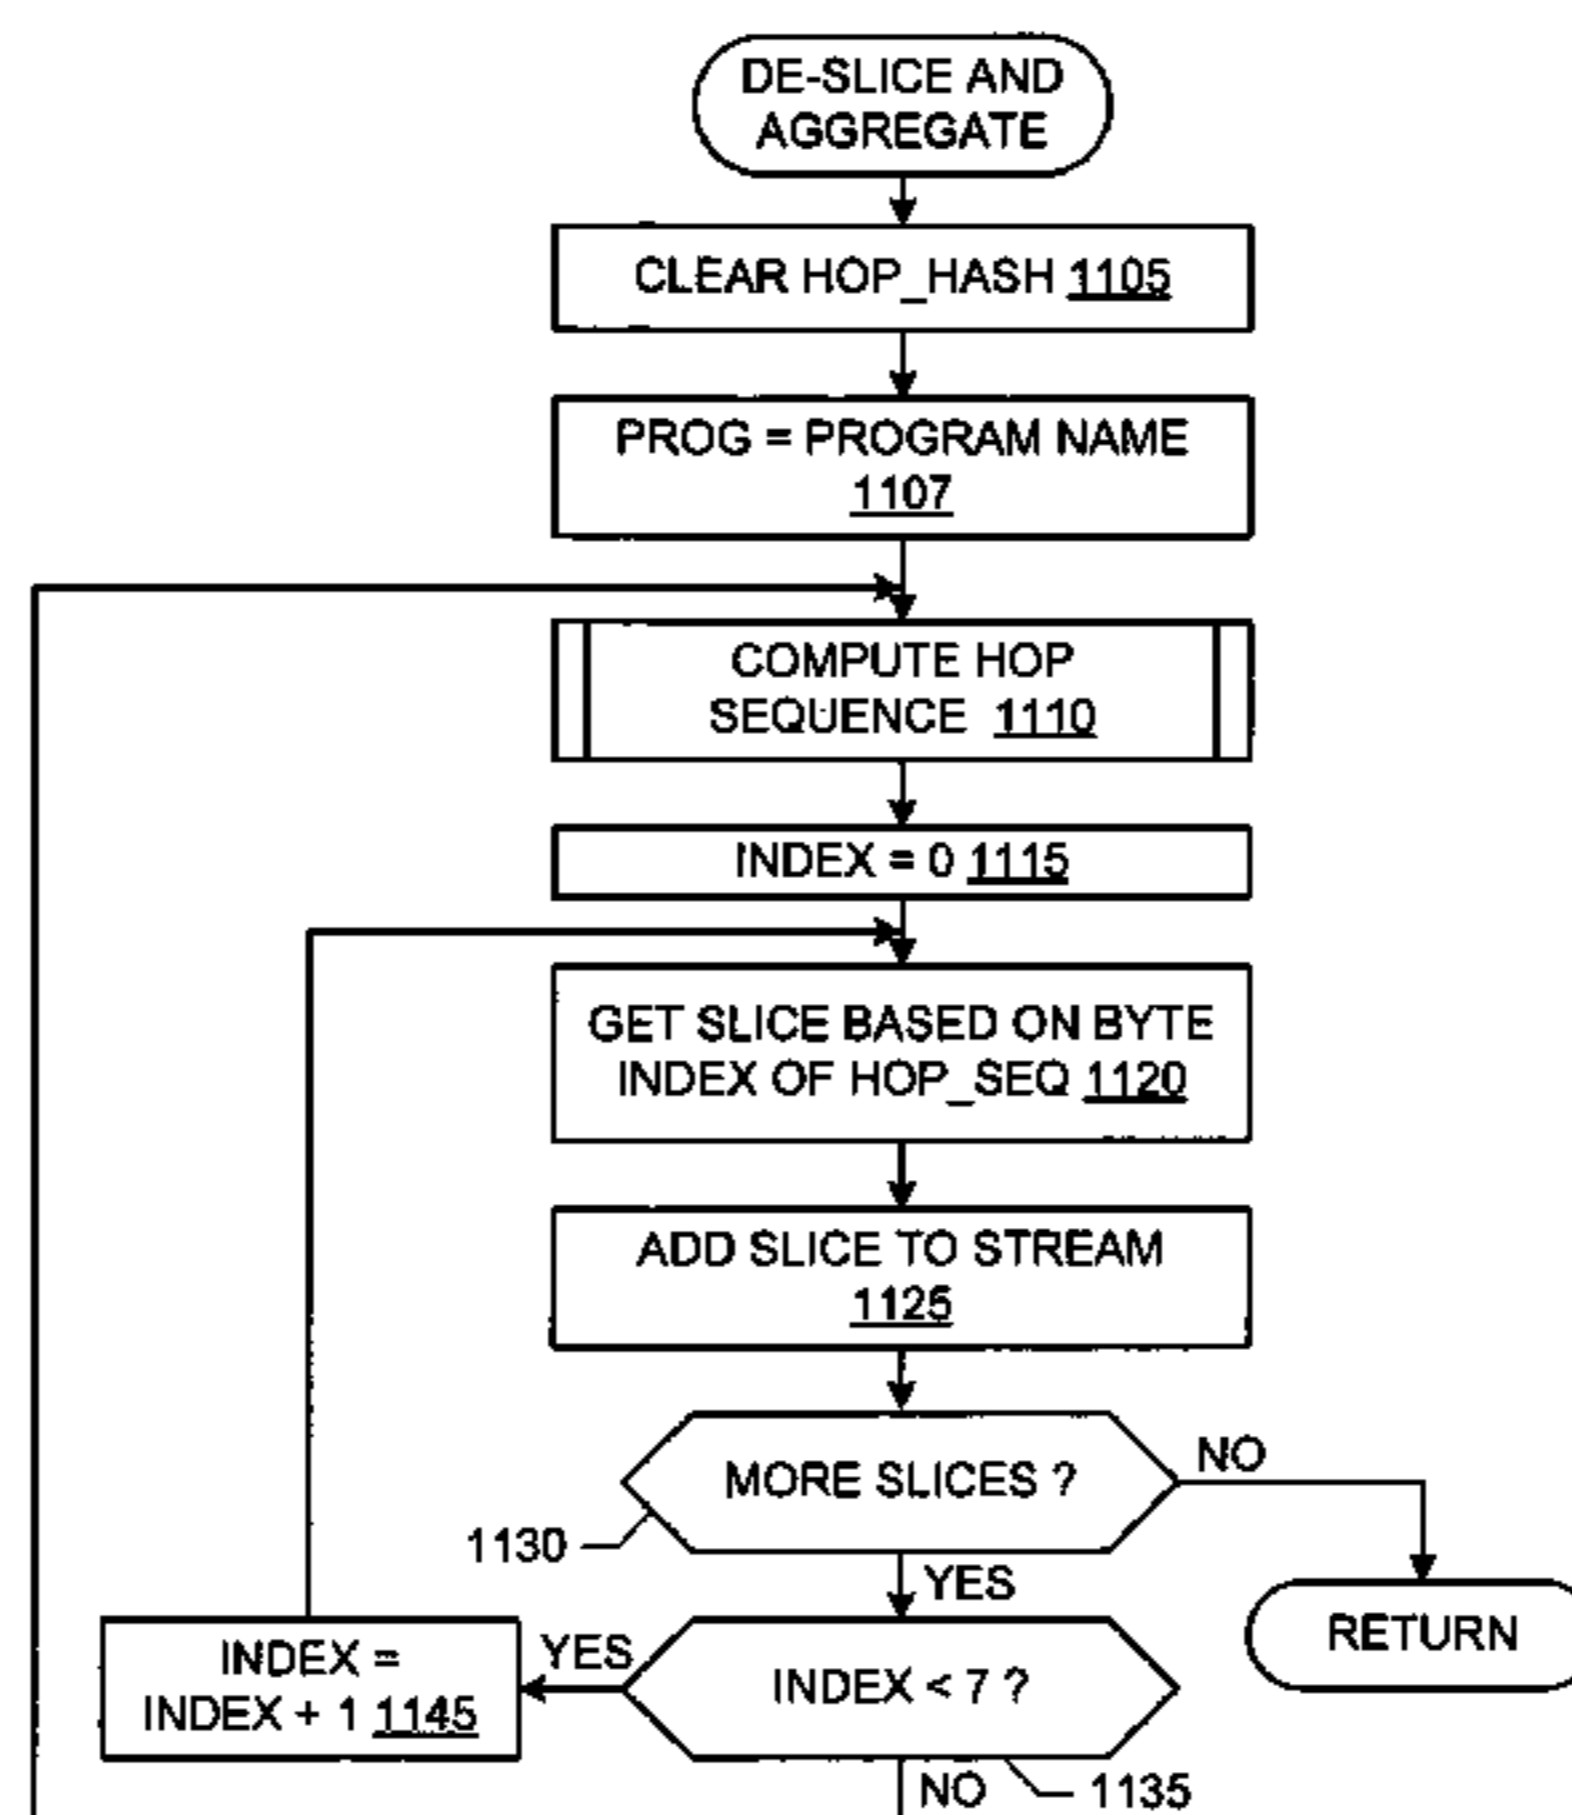 DE-SLICE AND
AGGREGATE
CLEAR HOP_HASH 1105
PROG = PROGRAM NAME
1107
COMPUTE HOP
SEQUENCE 1110
INDEX = 0 1115
GET SLICE BASED ON BYTE
INDEX OF HOP_SEQ 1120
ADD SLICE TO STREAM
1125
MORE SLICES ?
NO
1130
YES
RETURN
INDEX =
INDEX + 1 1145
YES
INDEX < 7 ?
NO
1135